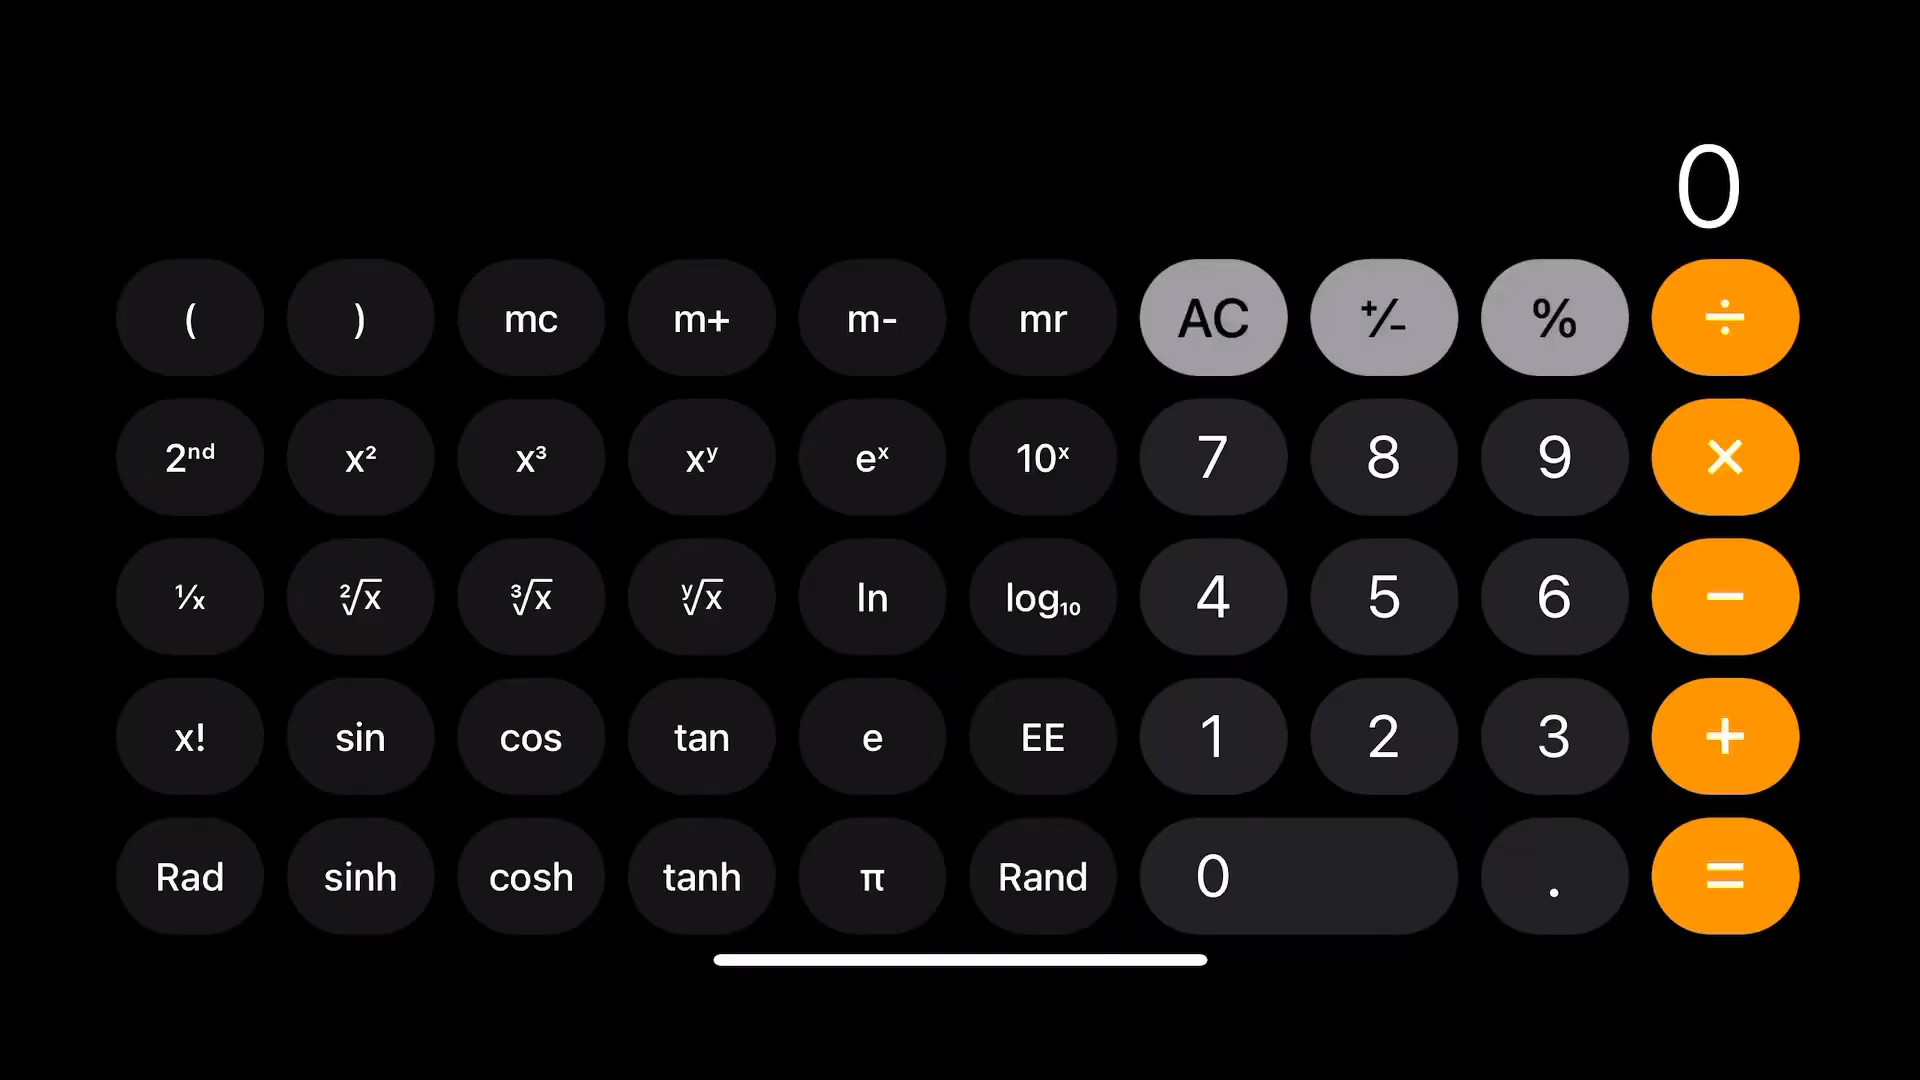 0
( ) mc m+ m- mr AC ⁺∕₋ % ÷
2ⁿᵈ x² x³ xʸ eˣ 10ˣ 7 8 9 ×
¹∕ₓ ²√x ³√x ʸ√x ln log₁₀ 4 5 6 −
x! sin cos tan e EE 1 2 3 +
Rad sinh cosh tanh π Rand 0 . =